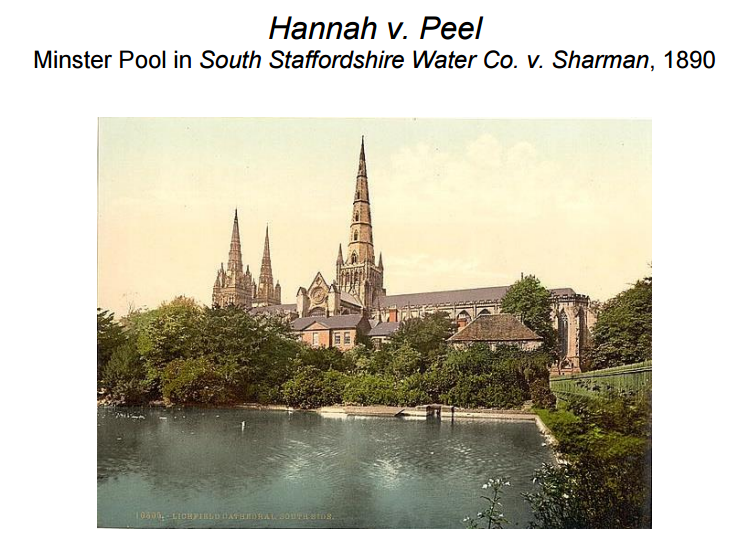 Hannah v. Peel
Minster Pool in South Staffordshire Water Co. v. Sharman, 1890
LICHFIELD CATHEDRAL, SOUTH SIDE.